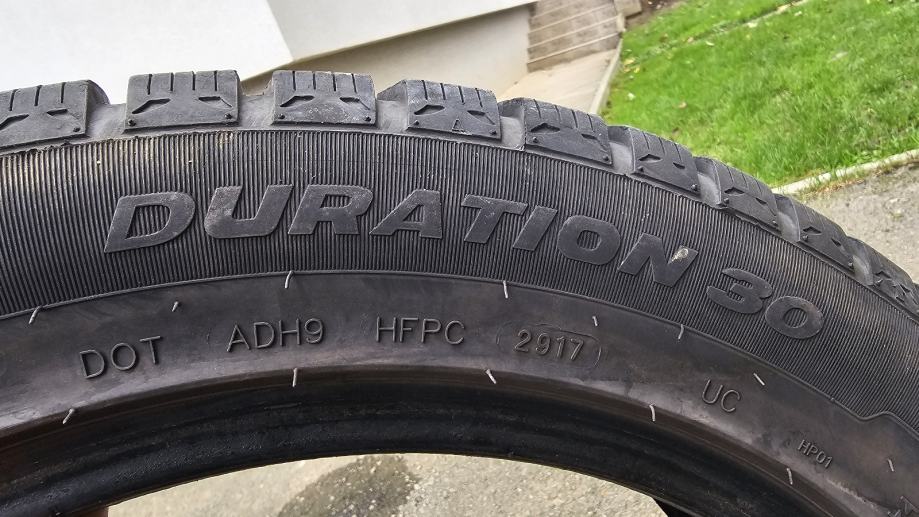 DURATION 30
DOT ADH9 HFPC 2917 UC
HP01